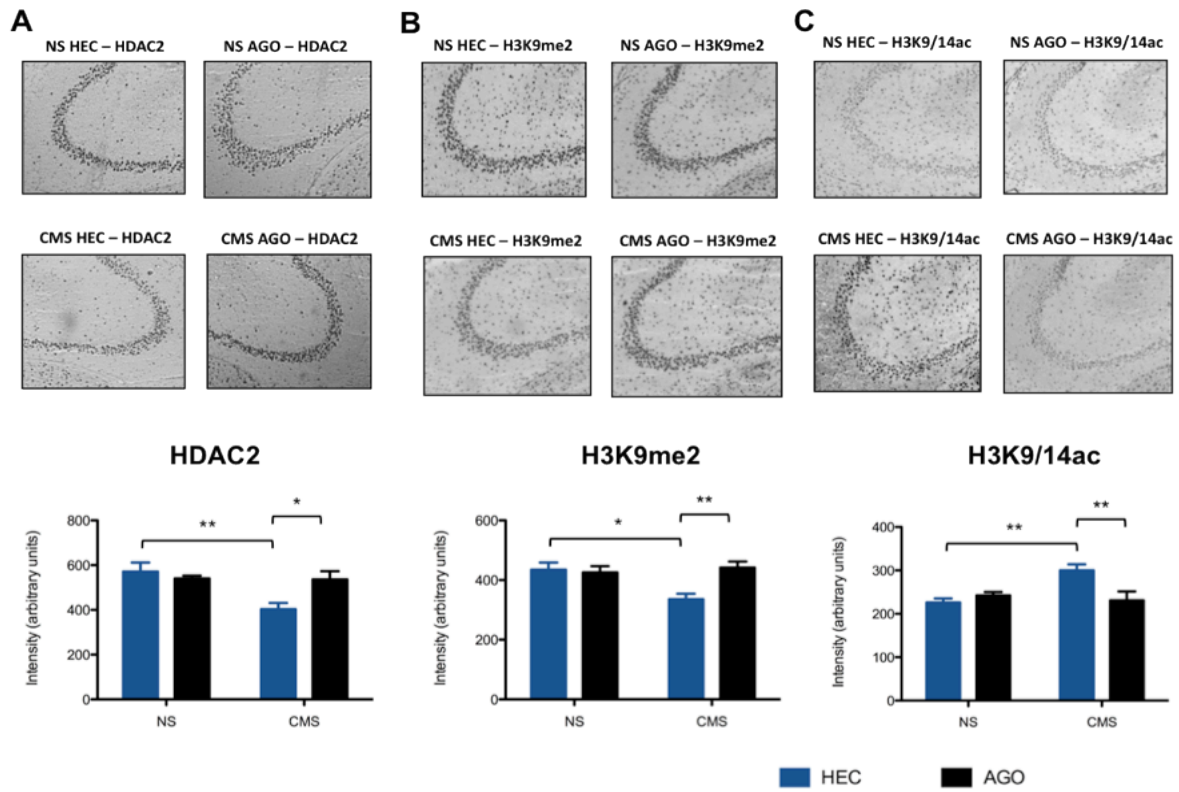 A
B
C
NS HEC – HDAC2
NS AGO – HDAC2
NS HEC – H3K9me2
NS AGO – H3K9me2
NS HEC – H3K9/14ac
NS AGO – H3K9/14ac
CMS HEC – HDAC2
CMS AGO – HDAC2
CMS HEC – H3K9me2
CMS AGO – H3K9me2
CMS HEC – H3K9/14ac
CMS AGO – H3K9/14ac
HDAC2
Intensity (arbitrary units)
800
600
400
200
0
**
*
NS
CMS
H3K9me2
Intensity (arbitrary units)
600
400
200
0
*
**
NS
CMS
H3K9/14ac
Intensity (arbitrary units)
400
300
200
100
0
**
**
NS
CMS
HEC
AGO